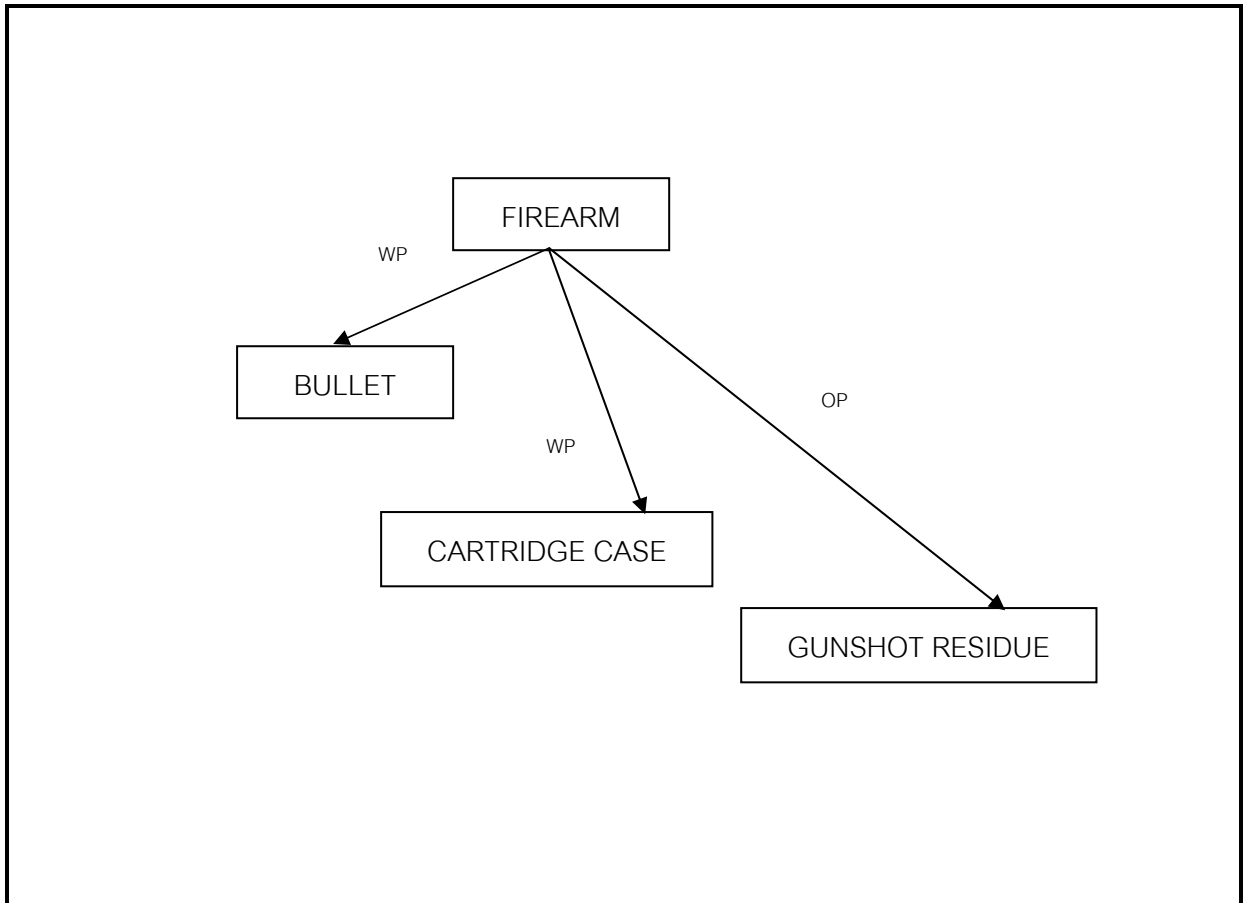 FIREARM
WP
BULLET
OP
WP
CARTRIDGE CASE
GUNSHOT RESIDUE